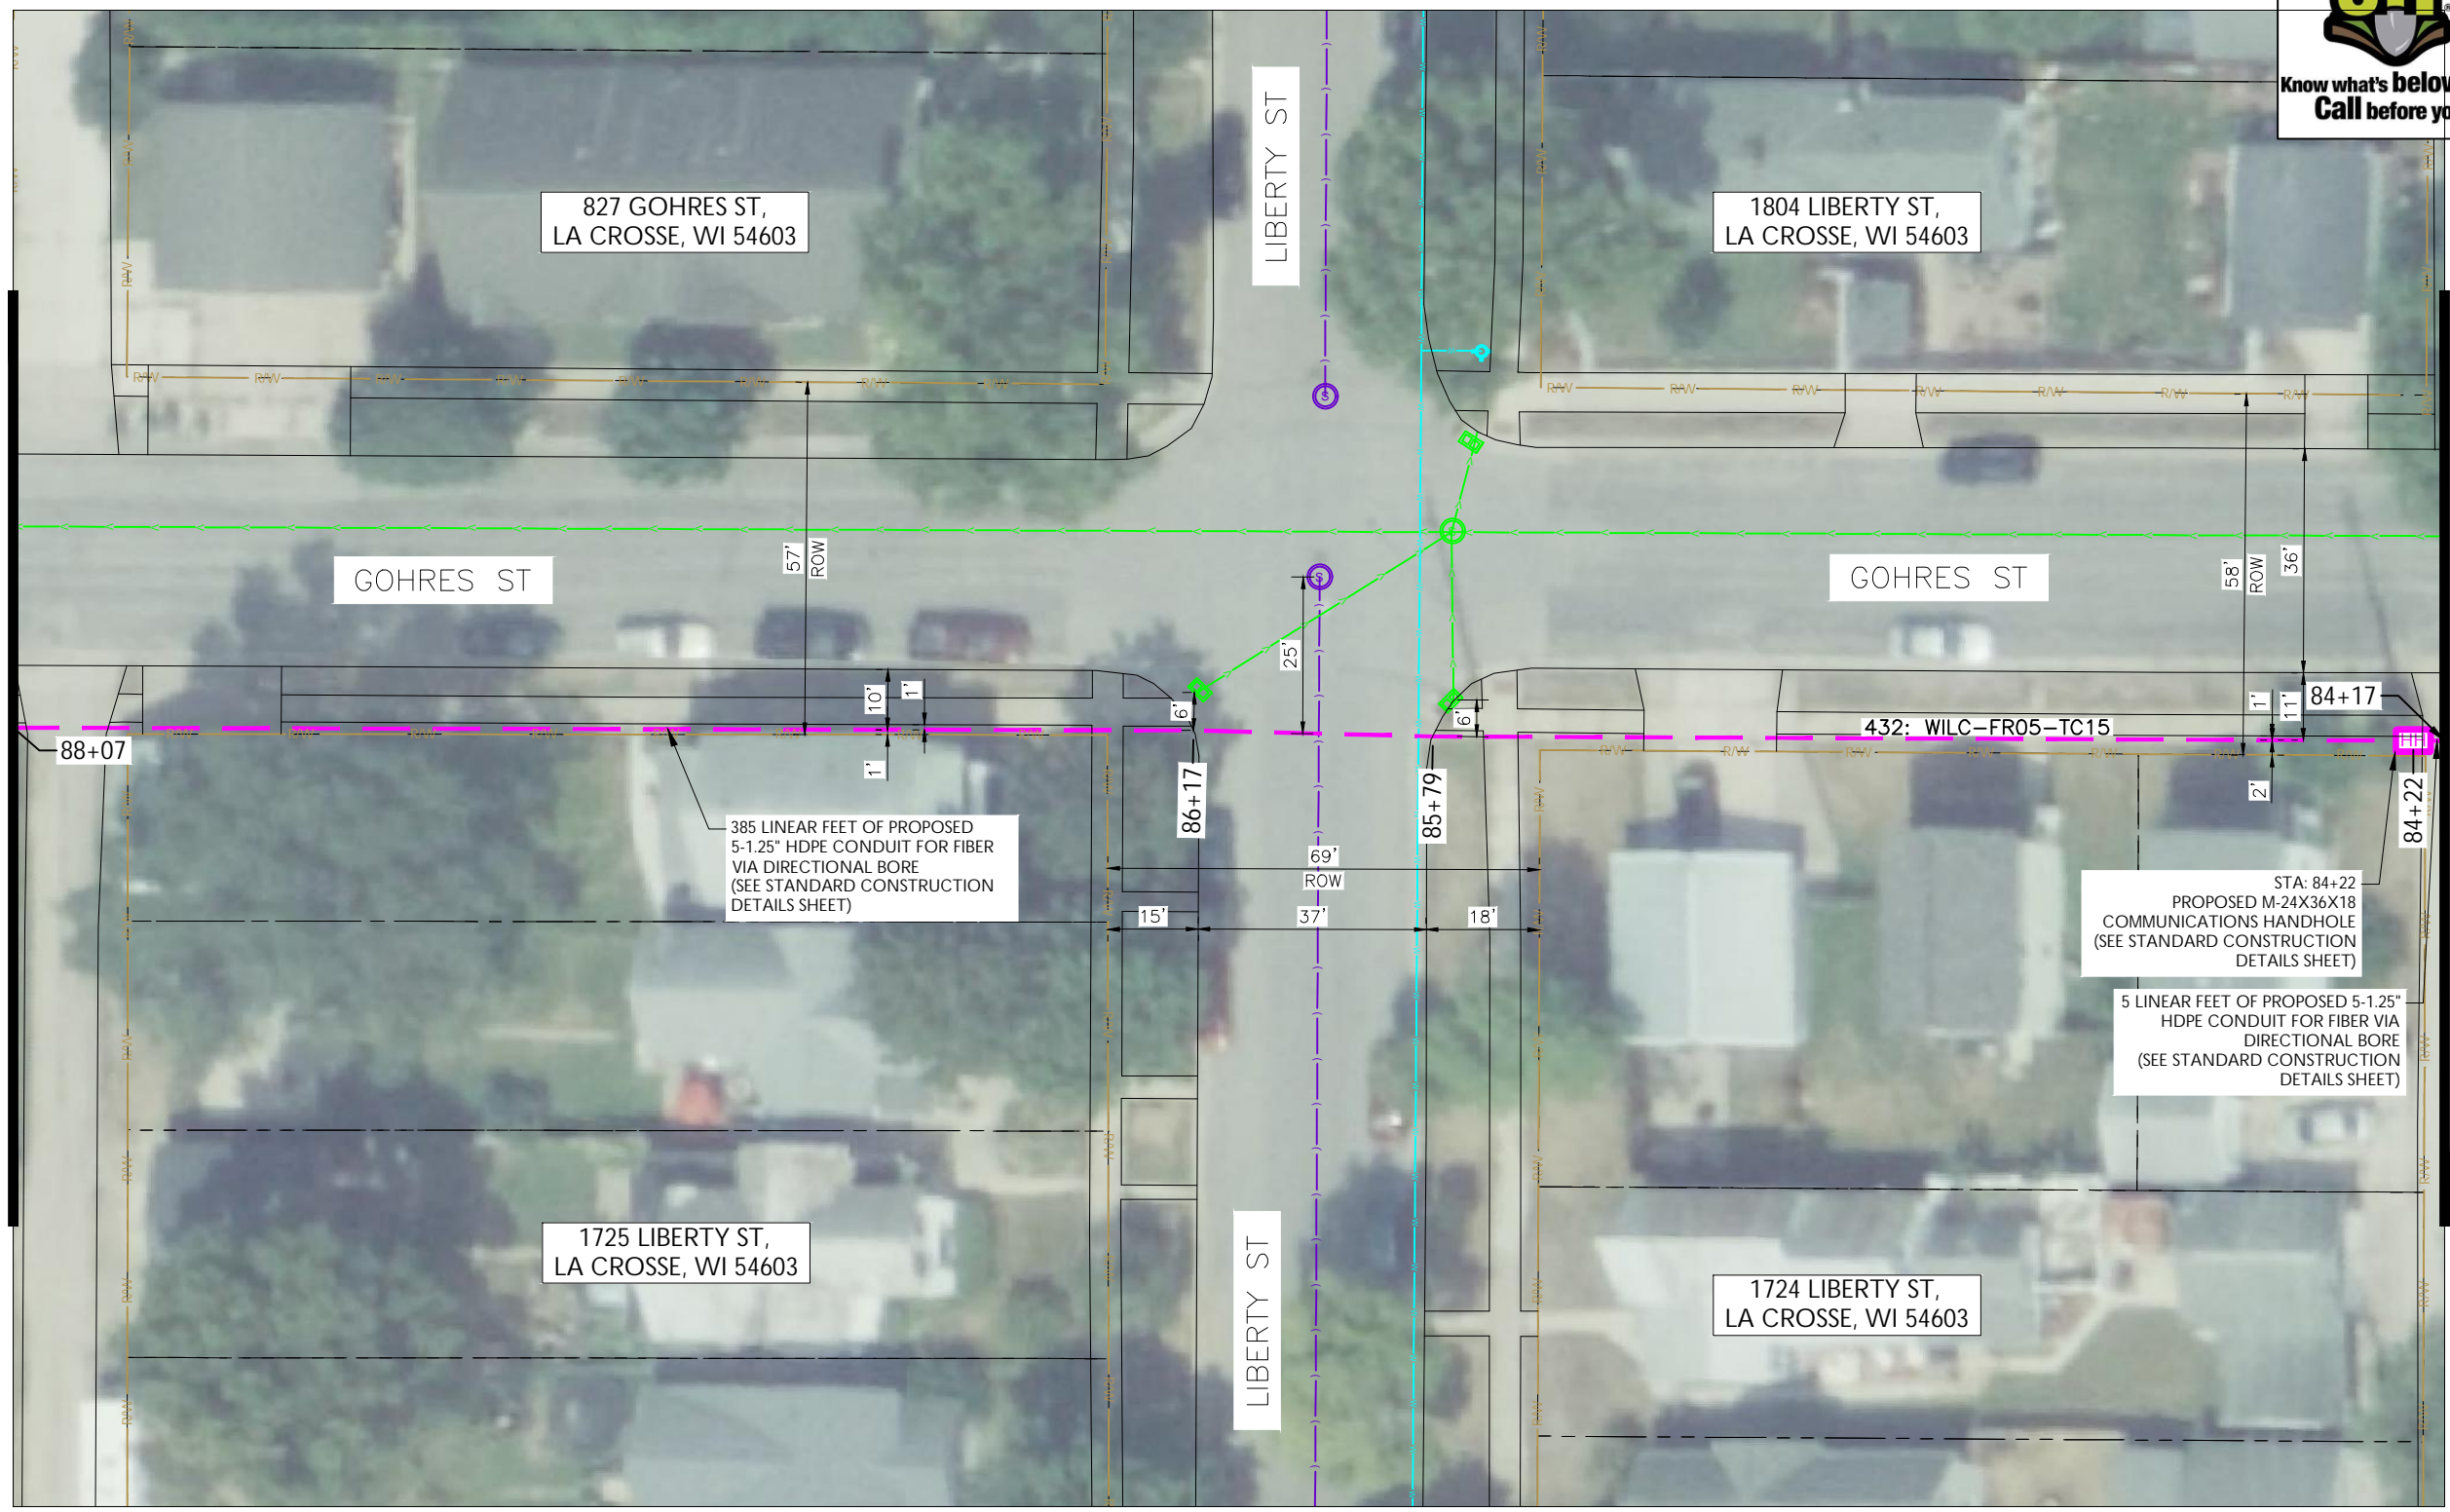 Know what's below
Call before yo
827 GOHRES ST,
LA CROSSE, WI 54603
LIBERTY ST
1804 LIBERTY ST,
LA CROSSE, WI 54603
R/W
S
GOHRES ST
57'
ROW
25'
S
GOHRES ST
58'
ROW
36'
10'
1'
1'
6'
6'
1'
11'
2'
88+07
86+17
85+79
432: WILC-FR05-TC15
84+17
HH
84+22
385 LINEAR FEET OF PROPOSED
5-1.25" HDPE CONDUIT FOR FIBER
VIA DIRECTIONAL BORE
(SEE STANDARD CONSTRUCTION
DETAILS SHEET)
69'
ROW
15'
37'
18'
STA: 84+22
PROPOSED M-24X36X18
COMMUNICATIONS HANDHOLE
(SEE STANDARD CONSTRUCTION
DETAILS SHEET)
5 LINEAR FEET OF PROPOSED 5-1.25"
HDPE CONDUIT FOR FIBER VIA
DIRECTIONAL BORE
(SEE STANDARD CONSTRUCTION
DETAILS SHEET)
1725 LIBERTY ST,
LA CROSSE, WI 54603
LIBERTY ST
1724 LIBERTY ST,
LA CROSSE, WI 54603